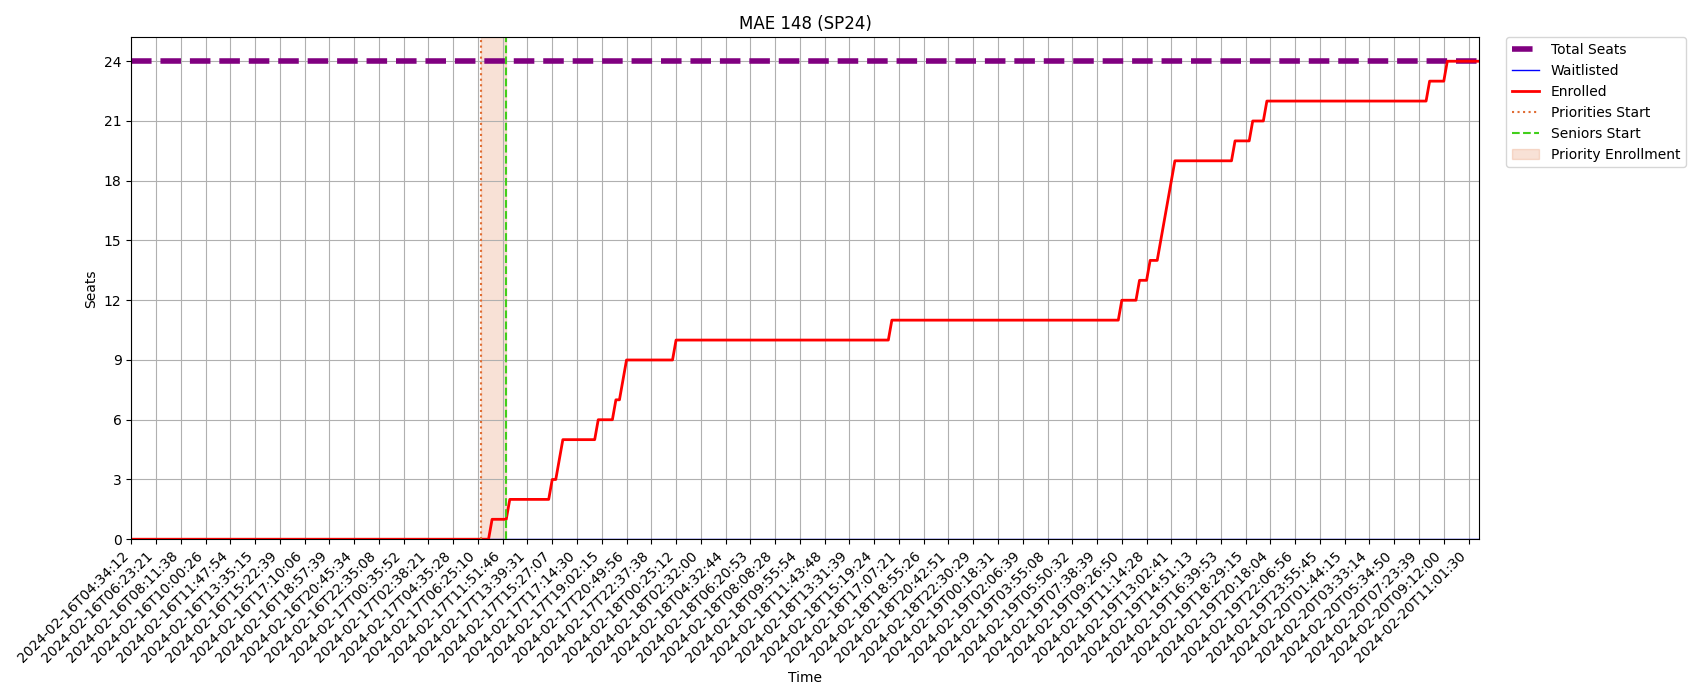 MAE 148 (SP24)
Total Seats
Waitlisted
Enrolled
Priorities Start
Seniors Start
Priority Enrollment
Seats
24
21
18
15
12
9
6
3
0
2024-02-16T04:34:12
2024-02-16T06:23:21
2024-02-16T08:11:38
2024-02-16T10:00:26
2024-02-16T11:47:54
2024-02-16T13:35:15
2024-02-16T15:22:39
2024-02-16T17:10:06
2024-02-16T18:57:39
2024-02-16T20:45:34
2024-02-16T22:35:08
2024-02-17T00:35:52
2024-02-17T02:38:21
2024-02-17T04:35:28
2024-02-17T06:25:10
2024-02-17T11:51:46
2024-02-17T13:39:31
2024-02-17T15:27:07
2024-02-17T17:14:30
2024-02-17T19:02:15
2024-02-17T20:49:56
2024-02-17T22:37:38
2024-02-18T00:25:12
2024-02-18T02:32:00
2024-02-18T04:32:44
2024-02-18T06:20:53
2024-02-18T08:08:28
2024-02-18T09:55:54
2024-02-18T11:43:48
2024-02-18T13:31:39
2024-02-18T15:19:24
2024-02-18T17:07:21
2024-02-18T18:55:26
2024-02-18T20:42:51
2024-02-18T22:30:29
2024-02-19T00:18:31
2024-02-19T02:06:39
2024-02-19T03:55:08
2024-02-19T05:50:32
2024-02-19T07:38:39
2024-02-19T09:26:50
2024-02-19T11:14:28
2024-02-19T13:02:41
2024-02-19T14:51:13
2024-02-19T16:39:53
2024-02-19T18:29:15
2024-02-19T20:18:04
2024-02-19T22:06:56
2024-02-19T23:55:45
2024-02-20T01:44:15
2024-02-20T03:33:14
2024-02-20T05:34:50
2024-02-20T07:23:39
2024-02-20T09:12:00
2024-02-20T11:01:30
Time